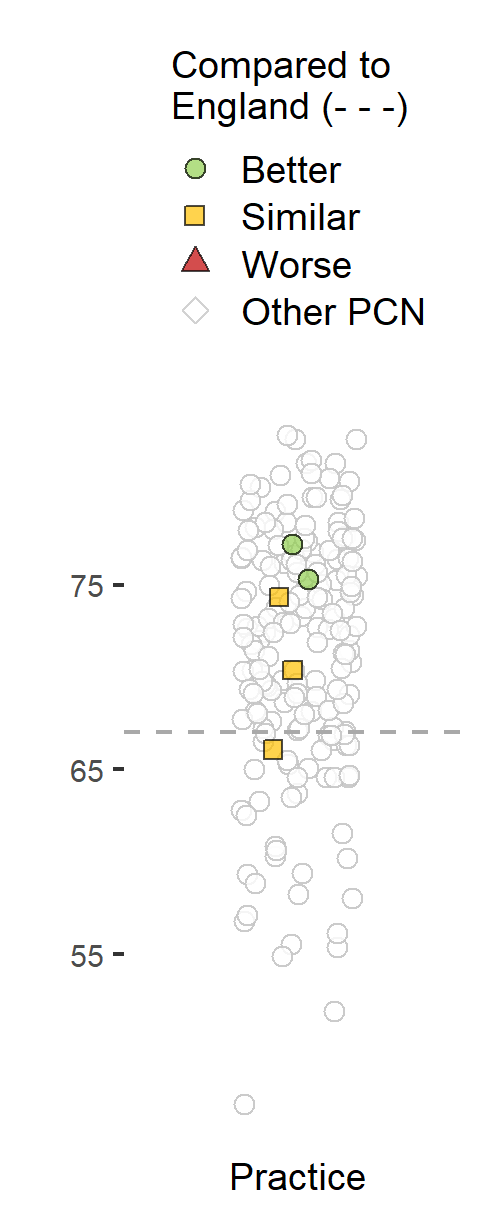 Compared to
England (- - -)
Better
Similar
Worse
Other PCN
75
65
55
Practice